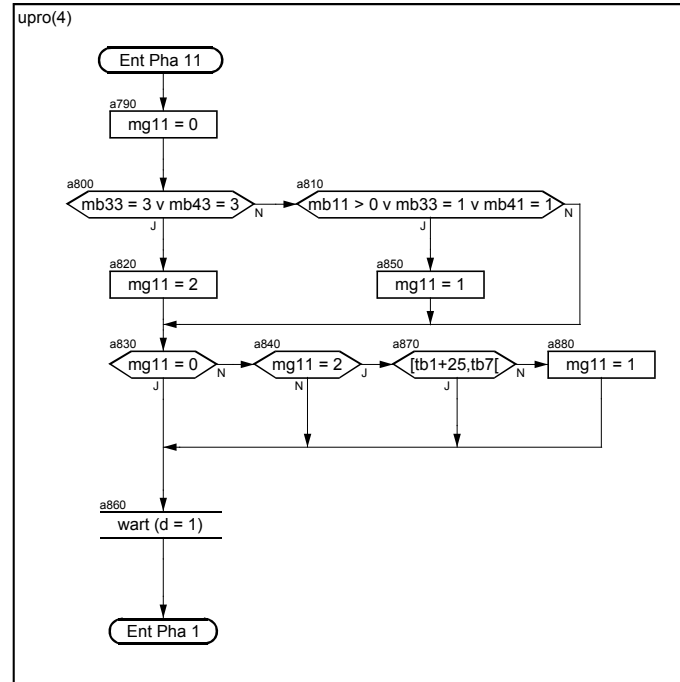 upro(4)
Ent Pha 11
a790
mg11 = 0
a800
mb33 = 3 v mb43 = 3
N
J
a810
mb11 > 0 v mb33 = 1 v mb41 = 1
N
J
a820
mg11 = 2
a850
mg11 = 1
a830
mg11 = 0
N
J
a840
mg11 = 2
J
N
a870
[tb1+25,tb7[
N
J
a880
mg11 = 1
a860
wart (d = 1)
Ent Pha 1